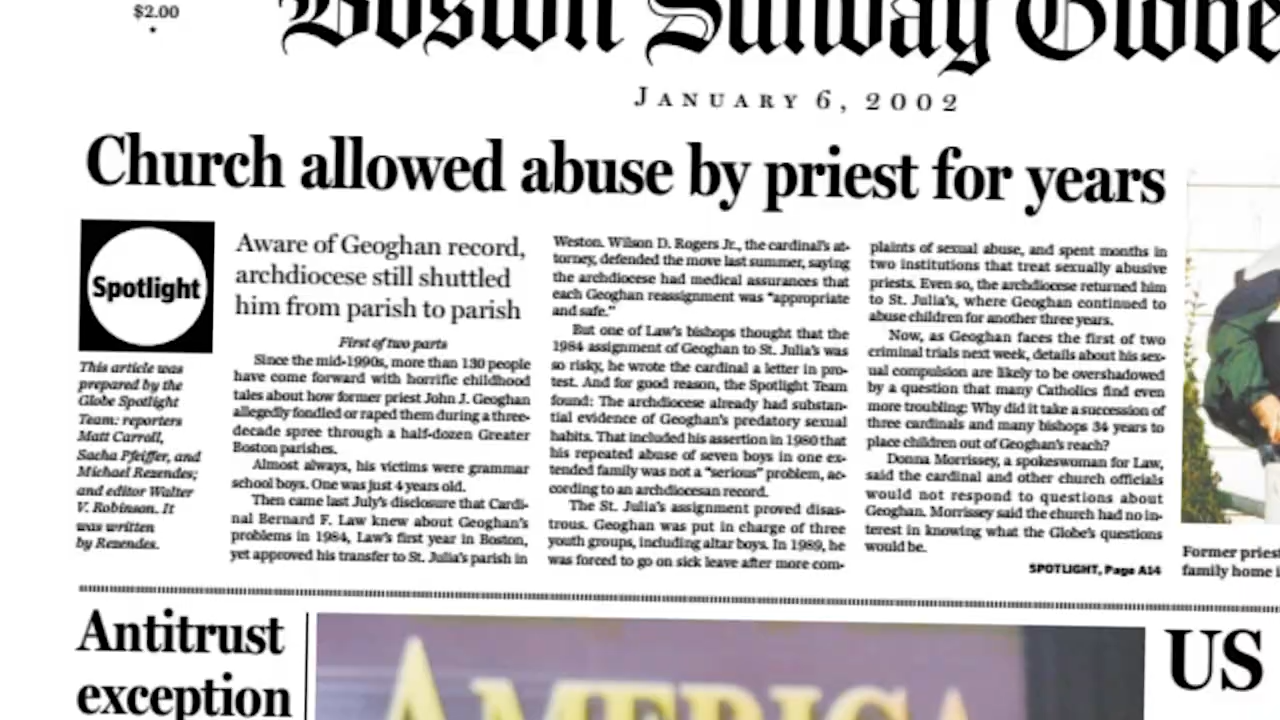 $2.00
Boston Sunday Globe
JANUARY 6, 2002
Church allowed abuse by priest for years
Spotlight
This article was
prepared by the
Globe Spotlight
Team: reporters
Matt Carroll,
Sacha Pfeiffer, and
Michael Rezendes;
and editor Walter
V. Robinson. It
was written
by Rezendes.
Aware of Geoghan record,
archdiocese still shuttled
him from parish to parish
First of two parts
Since the mid-1990s, more than 130 people
have come forward with horrific childhood
tales about how former priest John J. Geoghan
allegedly fondled or raped them during a three-
decade spree through a half-dozen Greater
Boston parishes.
Almost always, his victims were grammar
school boys. One was just 4 years old.
Then came last July's disclosure that Cardi-
nal Bernard F. Law knew about Geoghan's
problems in 1984, Law's first year in Boston,
yet approved his transfer to St. Julia's parish in
Weston. Wilson D. Rogers Jr., the cardinal's at-
torney, defended the move last summer, saying
the archdiocese had medical assurances that
each Geoghan reassignment was "appropriate
and safe."
But one of Law's bishops thought that the
1984 assignment of Geoghan to St. Julia's was
so risky, he wrote the cardinal a letter in pro-
test. And for good reason, the Spotlight Team
found: The archdiocese already had substan-
tial evidence of Geoghan's predatory sexual
habits. That included his assertion in 1980 that
his repeated abuse of seven boys in one ex-
tended family was not a "serious" problem, ac-
cording to an archdiocesan record.
The St. Julia's assignment proved disas-
trous. Geoghan was put in charge of three
youth groups, including altar boys. In 1989, he
was forced to go on sick leave after more com-
plaints of sexual abuse, and spent months in
two institutions that treat sexually abusive
priests. Even so, the archdiocese returned him
to St. Julia's, where Geoghan continued to
abuse children for another three years.
Now, as Geoghan faces the first of two
criminal trials next week, details about his sex-
ual compulsion are likely to be overshadowed
by a question that many Catholics find even
more troubling: Why did it take a succession of
three cardinals and many bishops 34 years to
place children out of Geoghan's reach?
Donna Morrissey, a spokeswoman for Law,
said the cardinal and other church officials
would not respond to questions about
Geoghan. Morrissey said the church had no in-
terest in knowing what the Globe's questions
would be.
SPOTLIGHT, Page A14
Former priest
family home i
Antitrust
exception
AMERICA
US